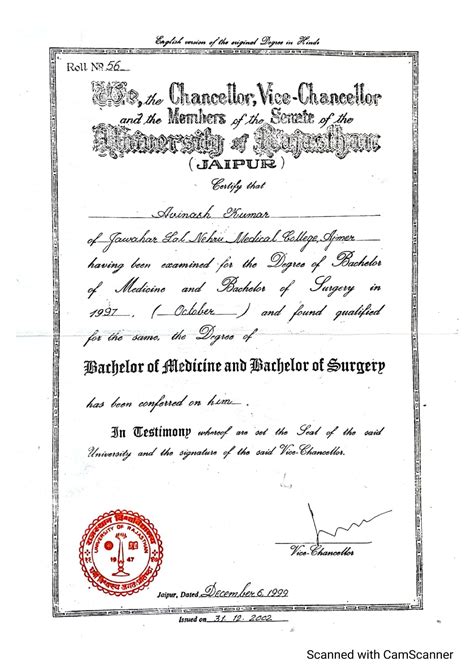 English version of the original Degree in Hindi
Roll No. 56
We, the Chancellor, Vice-Chancellor
and the Members of the Senate of the
University of Rajasthan
(JAIPUR)
Certify that
Avinash Kumar
of Jawahar Lal Nehru Medical College, Ajmer
having been examined for the Degree of Bachelor
of Medicine and Bachelor of Surgery in
1997. (October) and found qualified
for the same, the Degree of
Bachelor of Medicine and Bachelor of Surgery
has been conferred on him.
In Testimony whereof are set the Seal of the said
University and the signature of the said Vice-Chancellor.
Vice-Chancellor
UNIVERSITY OF RAJASTHAN
1947
Jaipur, Dated December 6, 1999
Issued on 31.12.2002
Scanned with CamScanner